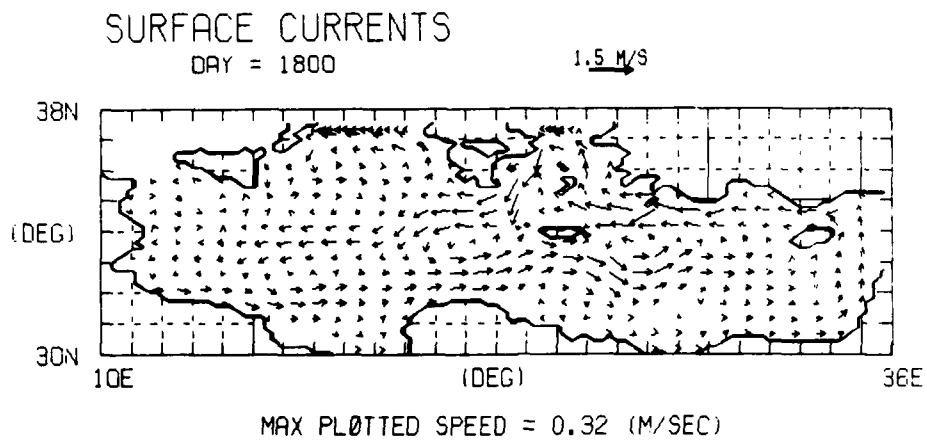 SURFACE CURRENTS
DAY = 1800
1.5 M/S
38N
(DEG)
30N
10E
(DEG)
36E
MAX PLØTTED SPEED = 0.32 (M/SEC)